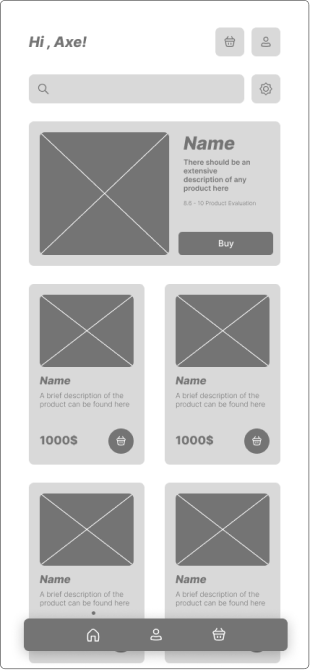 Hi , Axe!
Name
There should be an
extensive
description of any
product here
8.6 - 10 Product Evaluation
Buy
Name
A brief description of the
product can be found here
1000$
Name
A brief description of the
product can be found here
1000$
Name
A brief description of the
product can be found here
Name
A brief description of the
product can be found here